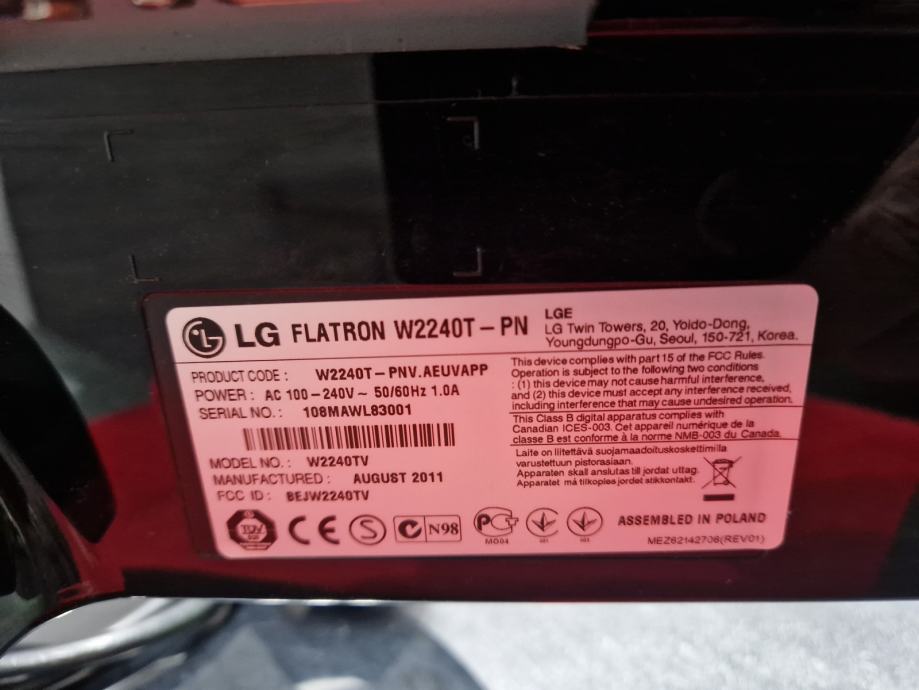 LG FLATRON W2240T-PN
LGE
LG Twin Towers, 20, Yoido-Dong,
Youngdungpo-Gu, Seoul, 150-721, Korea.
PRODUCT CODE : W2240T-PNV.AEUVAPP
POWER : AC 100-240V~ 50/60Hz 1.0A
SERIAL NO. : 108MAWL83001
MODEL NO. : W2240TV
MANUFACTURED : AUGUST 2011
FCC ID : BEJW2240TV
This device complies with part 15 of the FCC Rules.
Operation is subject to the following two conditions
: (1) this device may not cause harmful interference,
and (2) this device must accept any interference received,
including interference that may cause undesired operation.
This Class B digital apparatus complies with
Canadian ICES-003. Cet appareil numérique de la
classe B est conforme à la norme NMB-003 du Canada.
Laite on liitettävä suojamaadoituskoskettimilla
varustettuun pistorasiaan.
Apparaten skall anslutas till jordat uttag.
Apparatet må tilkoples jordet stikkontakt.
TÜV CE S N98 PCT ASSEMBLED IN POLAND
MO04
MEZ62142706(REV01)